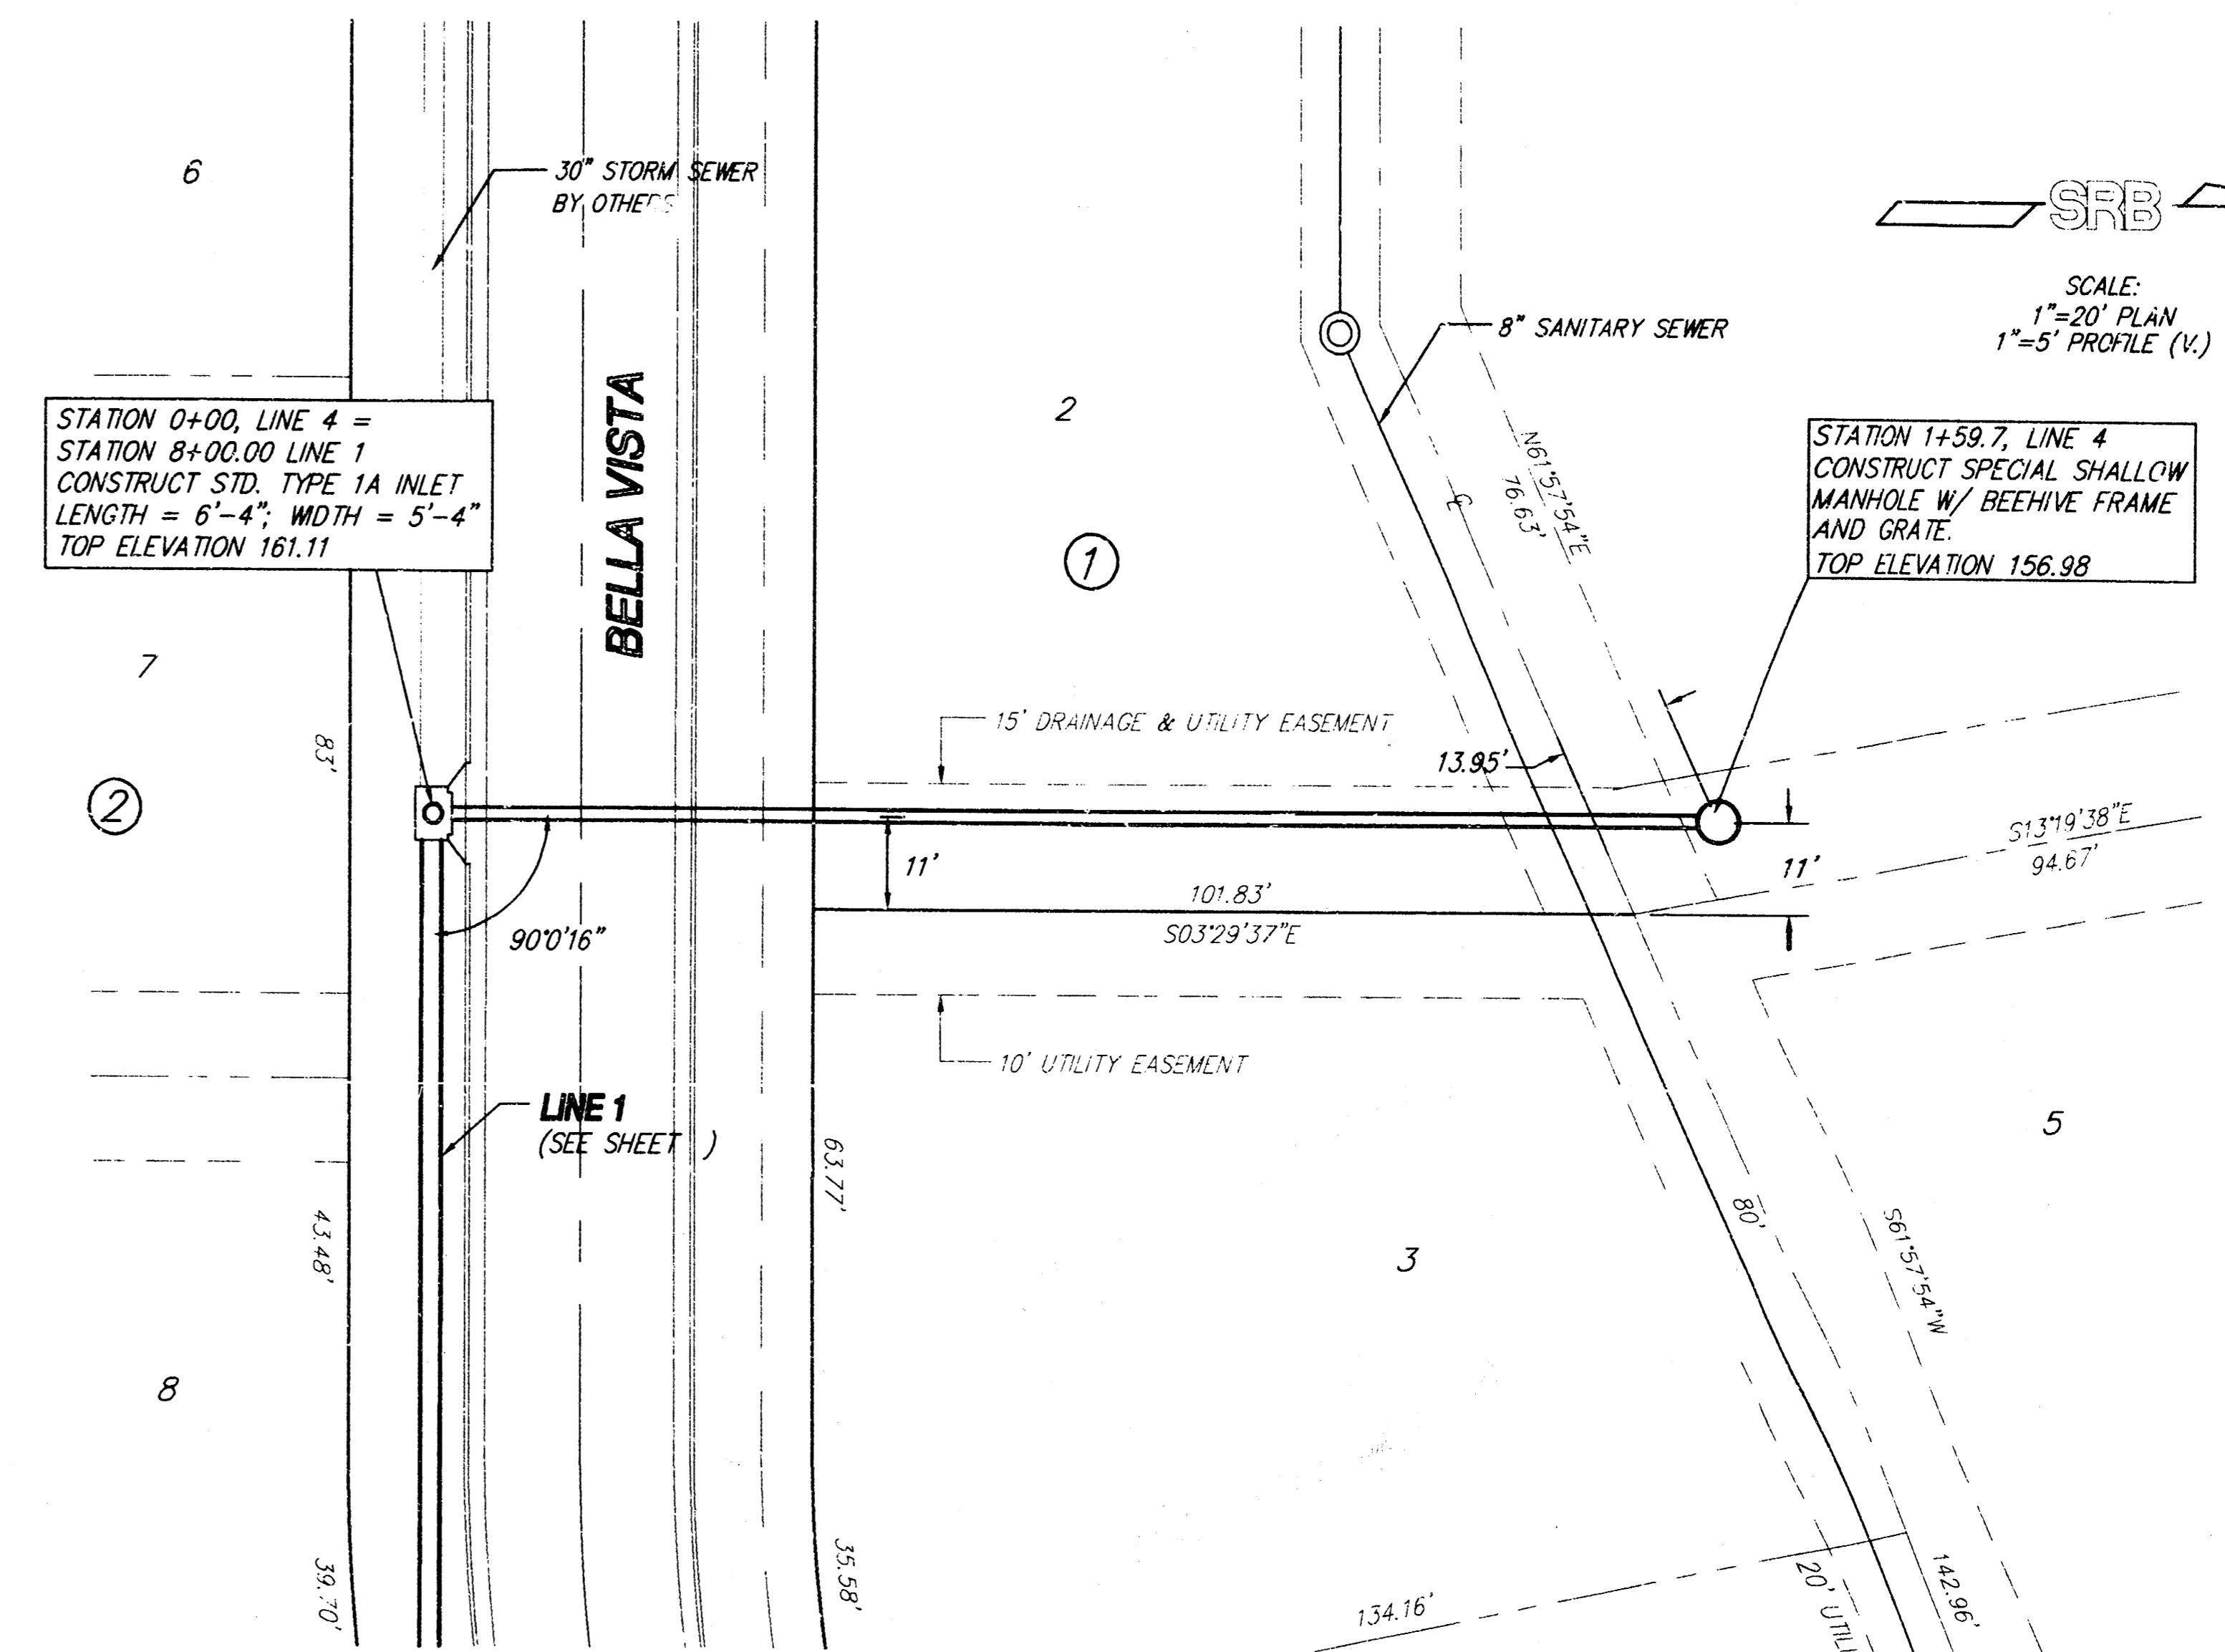 6
30" STORM SEWER
BY OTHERS
SRB
SCALE:
1"=20' PLAN
1"=5' PROFILE (V.)
8" SANITARY SEWER
STATION 0+00, LINE 4 =
STATION 8+00.00 LINE 1
CONSTRUCT STD. TYPE 1A INLET
LENGTH = 6'-4"; WIDTH = 5'-4"
TOP ELEVATION 161.11
BELLA VISTA
2
N61°57'54"E
76.63'
℄
STATION 1+59.7, LINE 4
CONSTRUCT SPECIAL SHALLOW
MANHOLE W/ BEEHIVE FRAME
AND GRATE.
TOP ELEVATION 156.98
1
7
83'
15' DRAINAGE & UTILITY EASEMENT
13.95'
2
11'
90°0'16"
101.83'
S03°29'37"E
11'
S13°19'38"E
94.67'
10' UTILITY EASEMENT
LINE 1
(SEE SHEET )
63.77'
43.48'
5
80'
S61°57'54"W
3
8
39.70'
35.58'
134.16'
142.96'
20' UTILI